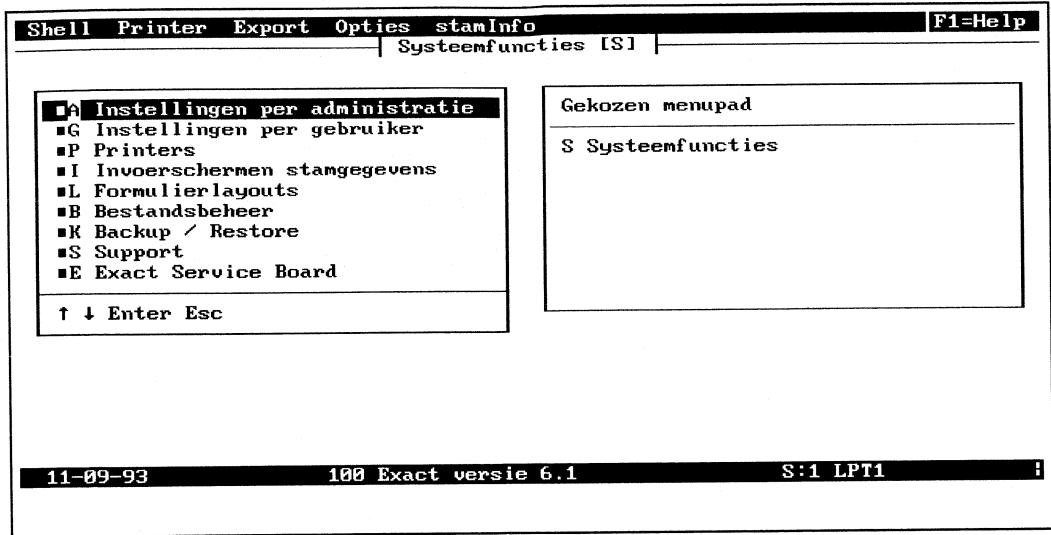 Shell Printer Export Opties stamInfo F1=Help
Systeemfuncties [S]
A Instellingen per administratie
G Instellingen per gebruiker
P Printers
I Invoerschermen stamgegevens
L Formulierlayouts
B Bestandsbeheer
K Backup / Restore
S Support
E Exact Service Board
↑ ↓ Enter Esc
Gekozen menupad
S Systeemfuncties
11-09-93 100 Exact versie 6.1 S:1 LPT1